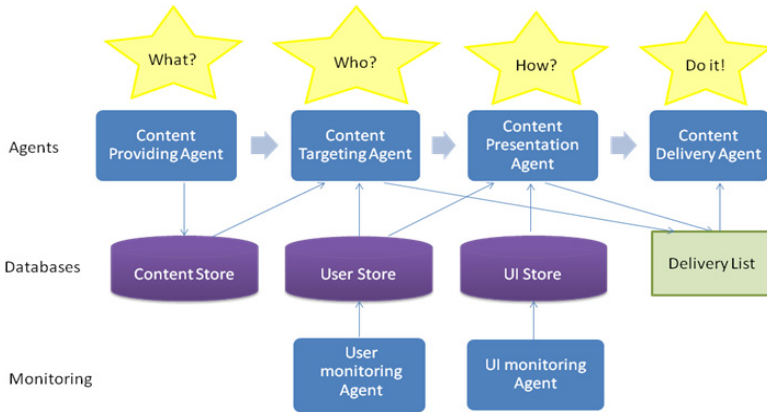 What?
Who?
How?
Do it!
Agents
Content
Providing Agent
Content
Targeting Agent
Content
Presentation
Agent
Content
Delivery Agent
Databases
Content Store
User Store
UI Store
Delivery List
Monitoring
User
monitoring
Agent
UI monitoring
Agent